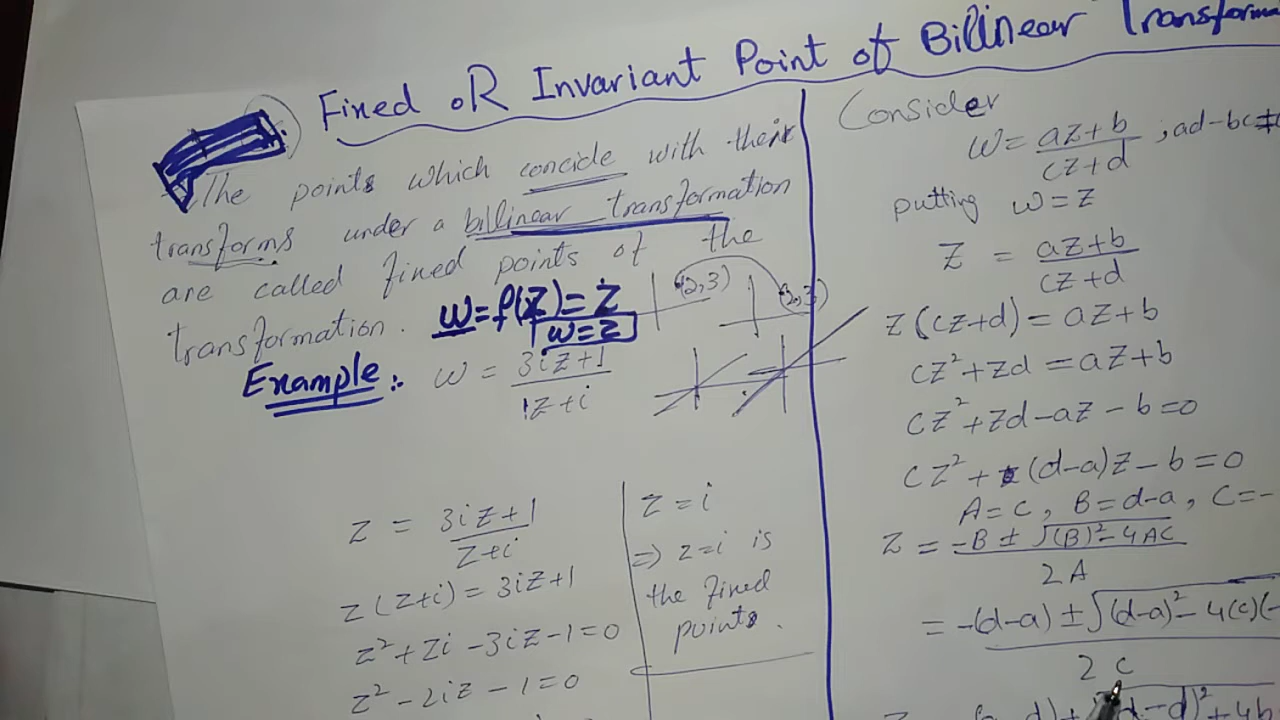 Fixed oR Invariant Point of Bilinear Transforma
The points which concide with their
transforms under a bilinear transformation
are called fixed points of the
transformation.
w=f(z)=z
w=z
(2,3)
(2,3)
Example:-
w = 3iz+1 / 1z+i
z = 3iz+1 / z+i
z(z+i) = 3iz+1
z²+zi-3iz-1=0
z²-2iz-1=0
z=i
=> z=i is
the fixed
points.
Consider
w = az+b / cz+d , ad-bc≠
putting w=z
z = az+b / cz+d
z(cz+d) = az+b
cz²+zd = az+b
cz²+zd-az-b=0
cz²+(d-a)z-b=0
A=c, B=d-a, C=-
z = -B ± √(B)²-4AC / 2A
= -(d-a) ± √(d-a)²-4(c)(- / 2c